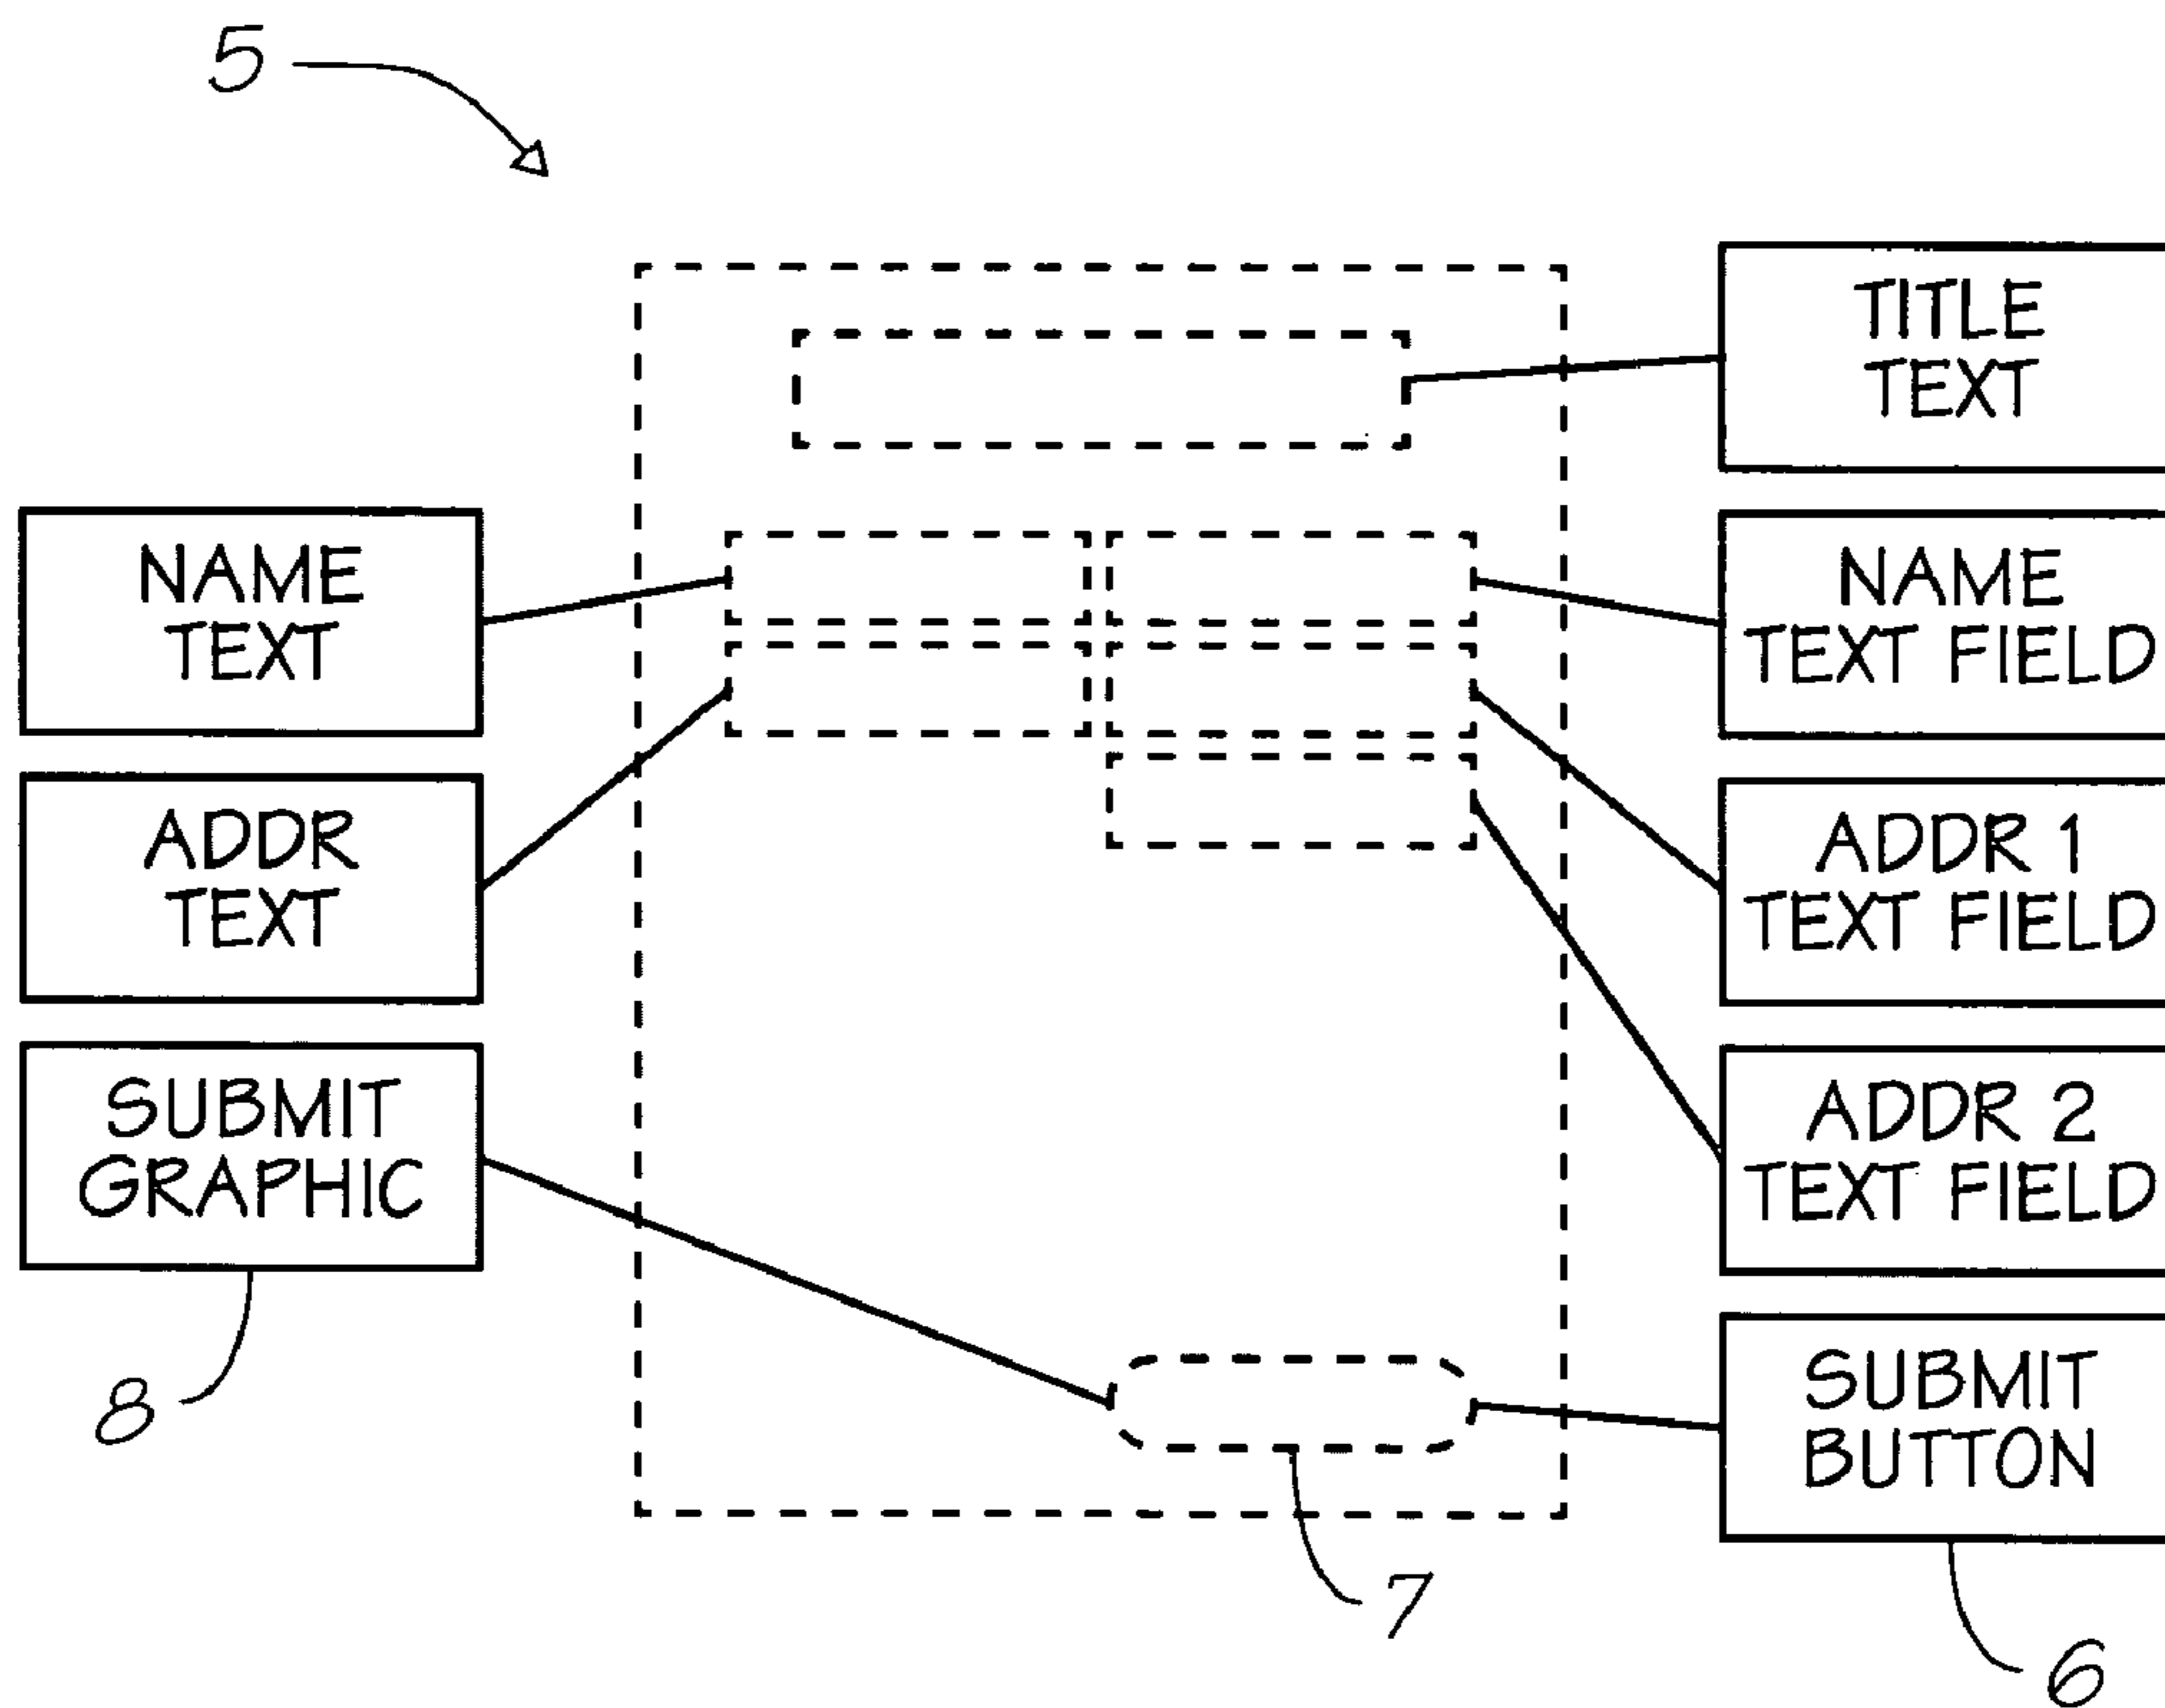 5
TITLE
TEXT
NAME
TEXT
NAME
TEXT FIELD
ADDR
TEXT
ADDR 1
TEXT FIELD
SUBMIT
GRAPHIC
ADDR 2
TEXT FIELD
SUBMIT
BUTTON
8
7
6